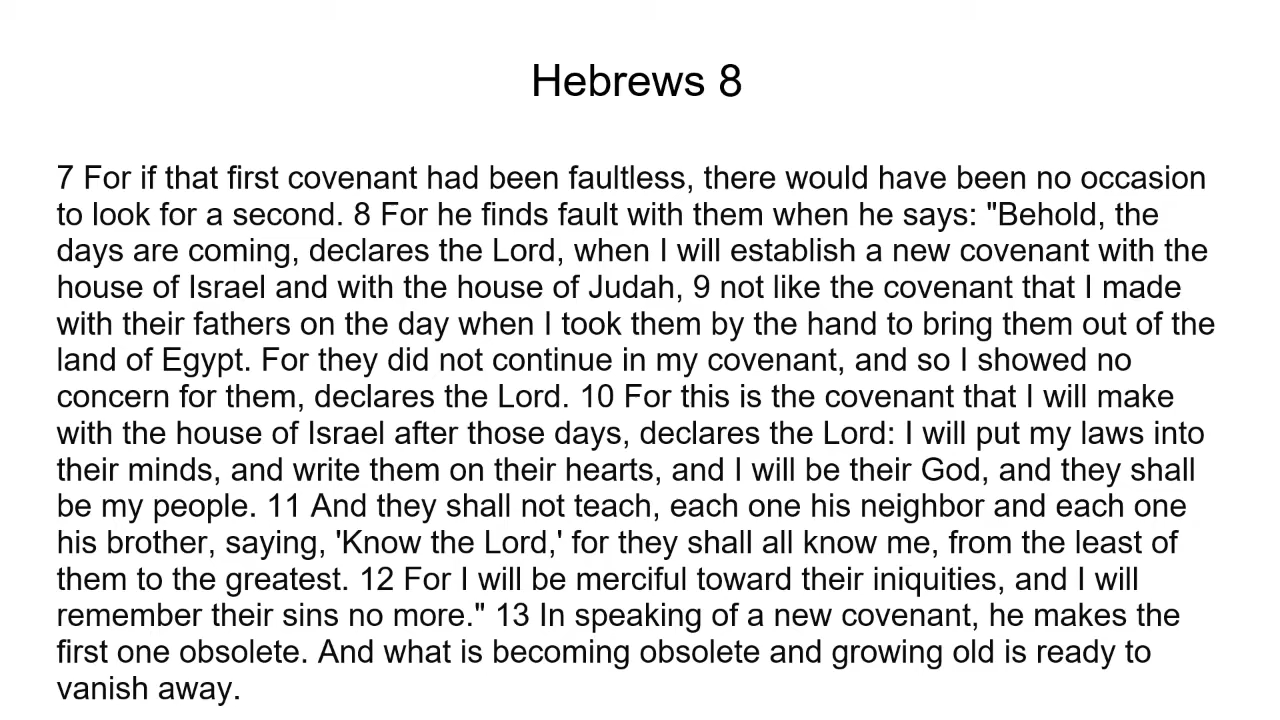 Hebrews 8
7 For if that first covenant had been faultless, there would have been no occasion
to look for a second. 8 For he finds fault with them when he says: "Behold, the
days are coming, declares the Lord, when I will establish a new covenant with the
house of Israel and with the house of Judah, 9 not like the covenant that I made
with their fathers on the day when I took them by the hand to bring them out of the
land of Egypt. For they did not continue in my covenant, and so I showed no
concern for them, declares the Lord. 10 For this is the covenant that I will make
with the house of Israel after those days, declares the Lord: I will put my laws into
their minds, and write them on their hearts, and I will be their God, and they shall
be my people. 11 And they shall not teach, each one his neighbor and each one
his brother, saying, 'Know the Lord,' for they shall all know me, from the least of
them to the greatest. 12 For I will be merciful toward their iniquities, and I will
remember their sins no more." 13 In speaking of a new covenant, he makes the
first one obsolete. And what is becoming obsolete and growing old is ready to
vanish away.